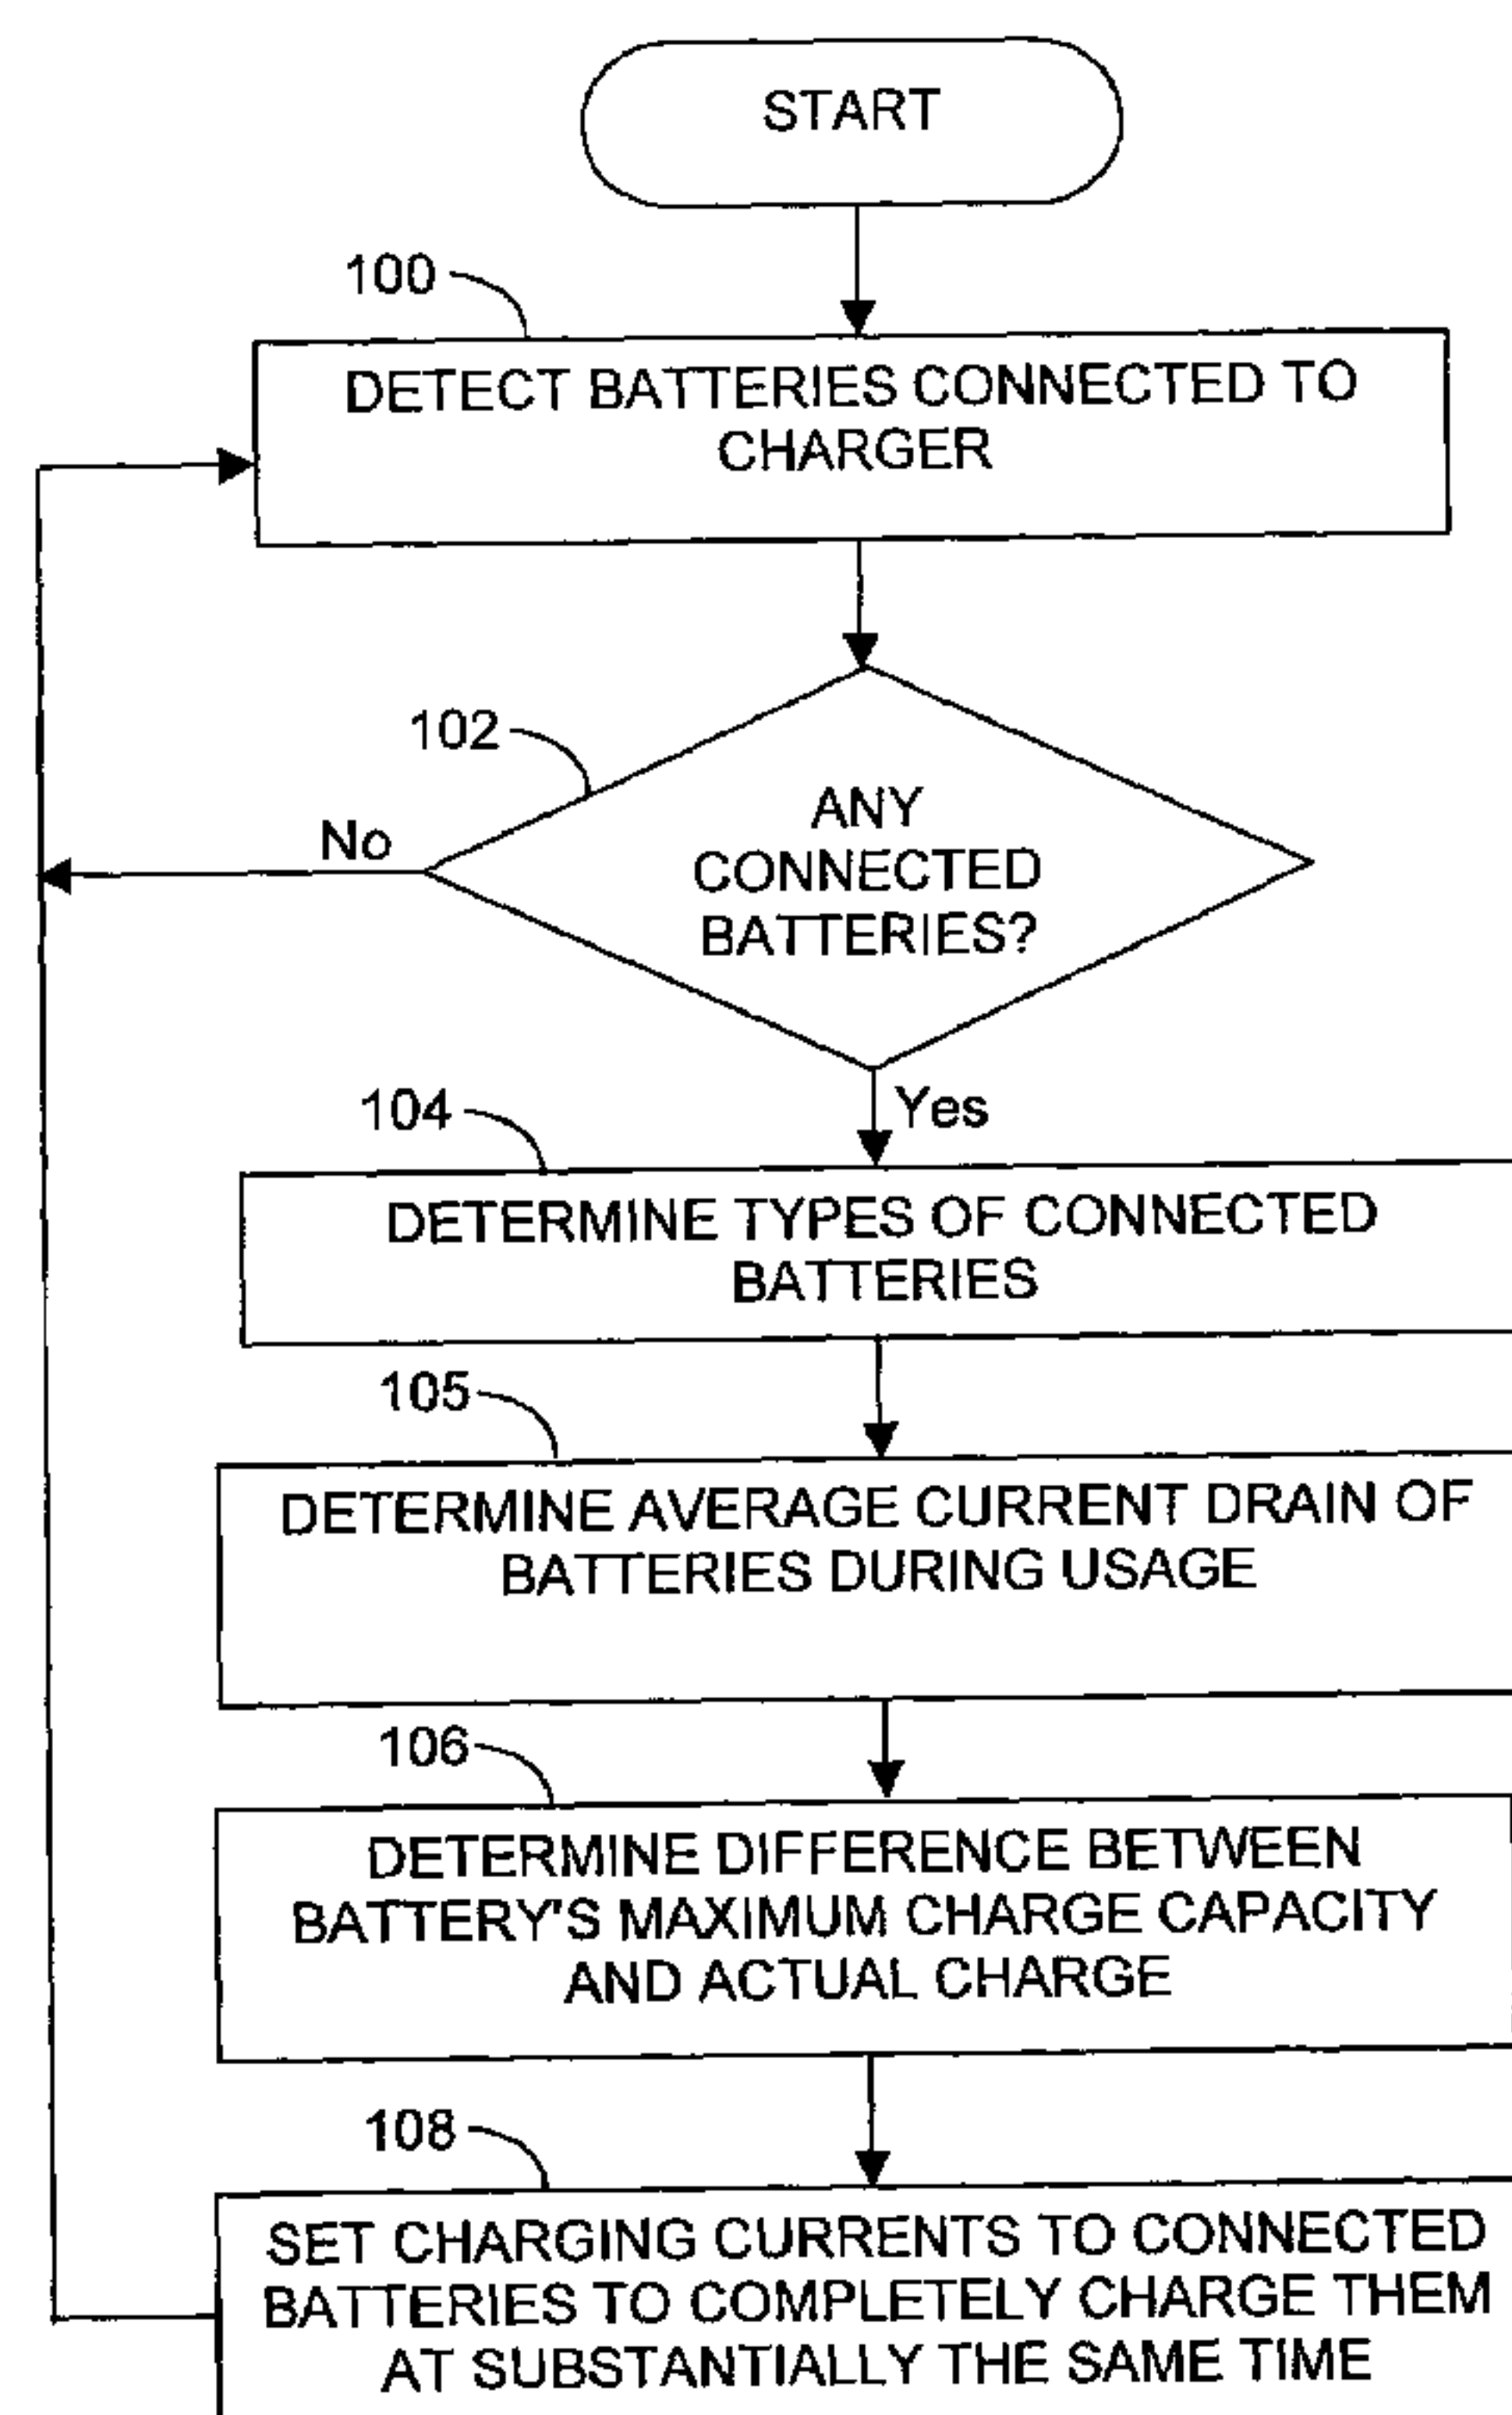 START
100
DETECT BATTERIES CONNECTED TO
CHARGER
102
ANY
CONNECTED
BATTERIES?
No
Yes
104
DETERMINE TYPES OF CONNECTED
BATTERIES
105
DETERMINE AVERAGE CURRENT DRAIN OF
BATTERIES DURING USAGE
106
DETERMINE DIFFERENCE BETWEEN
BATTERY'S MAXIMUM CHARGE CAPACITY
AND ACTUAL CHARGE
108
SET CHARGING CURRENTS TO CONNECTED
BATTERIES TO COMPLETELY CHARGE THEM
AT SUBSTANTIALLY THE SAME TIME